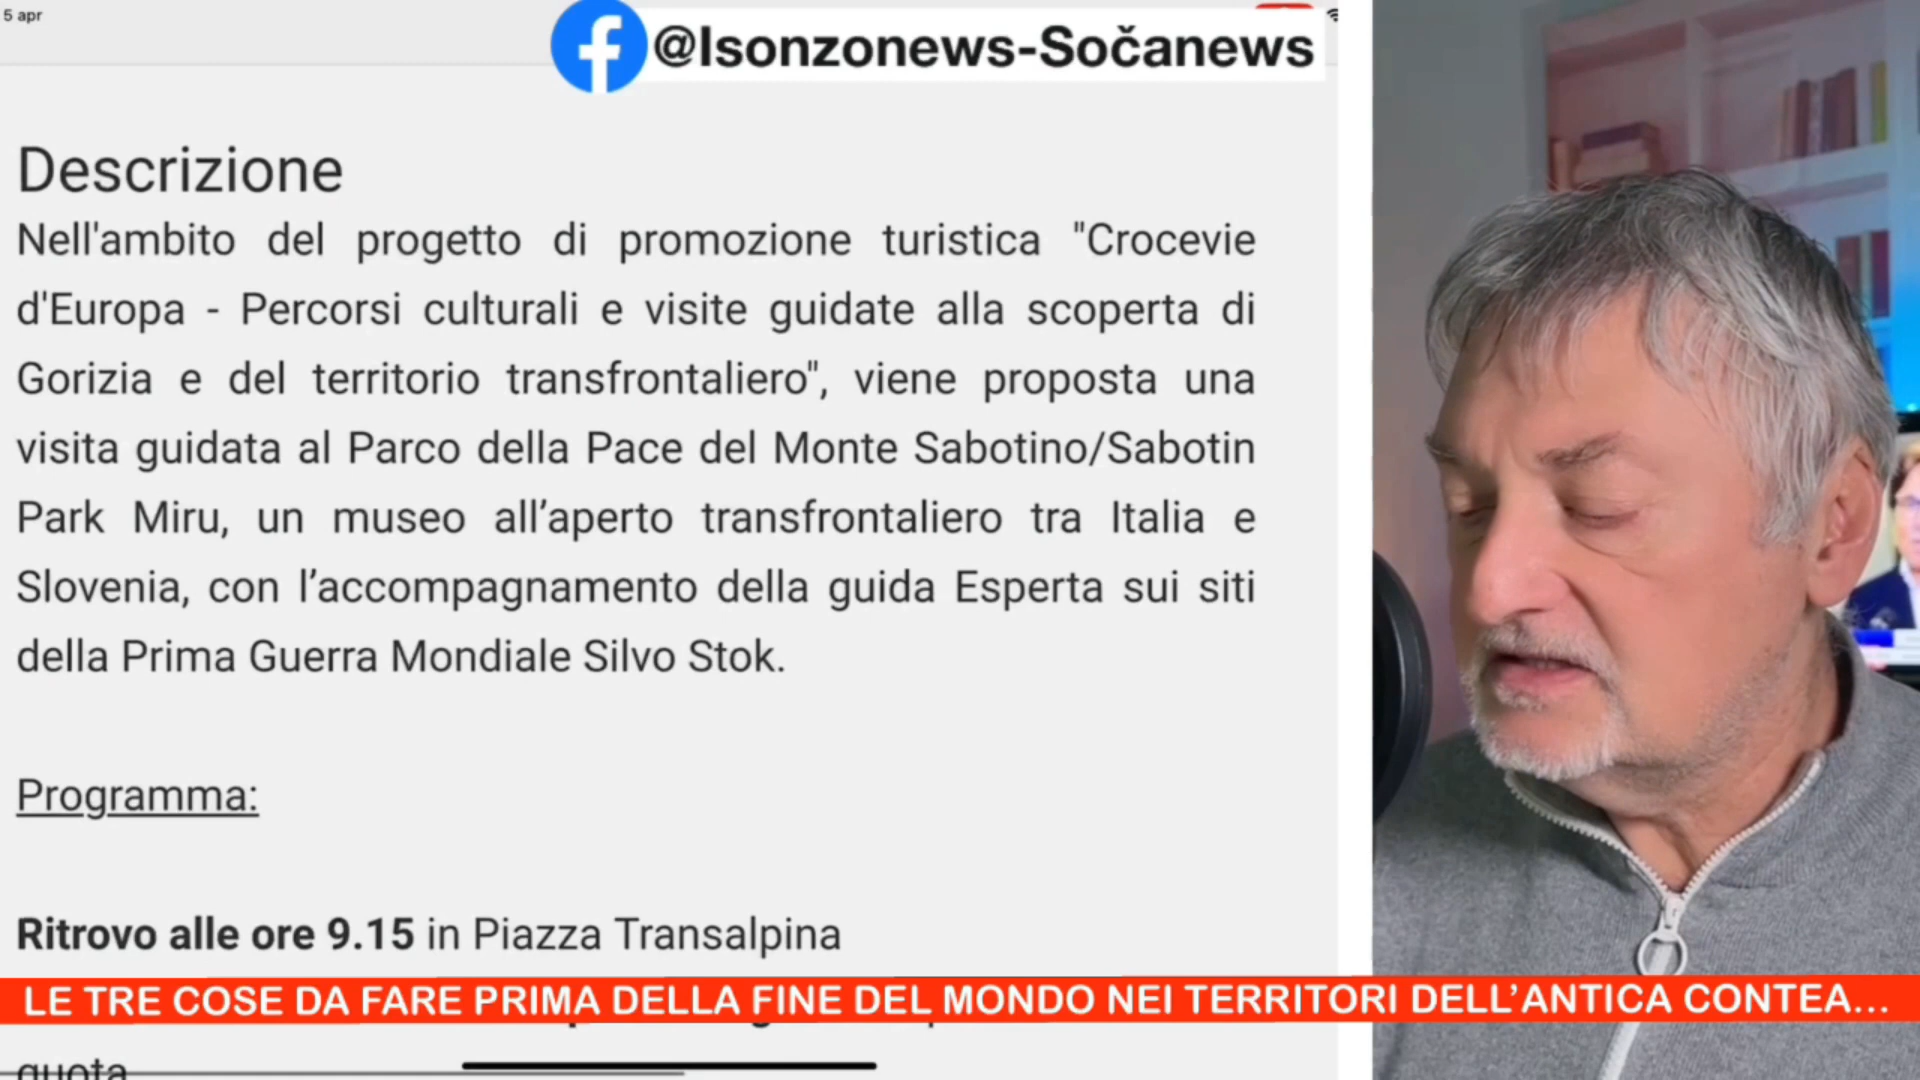 5 apr
@Isonzonews-Sočanews
Descrizione
Nell'ambito del progetto di promozione turistica "Crocevie
d'Europa - Percorsi culturali e visite guidate alla scoperta di
Gorizia e del territorio transfrontaliero", viene proposta una
visita guidata al Parco della Pace del Monte Sabotino/Sabotin
Park Miru, un museo all’aperto transfrontaliero tra Italia e
Slovenia, con l’accompagnamento della guida Esperta sui siti
della Prima Guerra Mondiale Silvo Stok.
Programma:
Ritrovo alle ore 9.15 in Piazza Transalpina
LE TRE COSE DA FARE PRIMA DELLA FINE DEL MONDO NEI TERRITORI DELL’ANTICA CONTEA...
quota